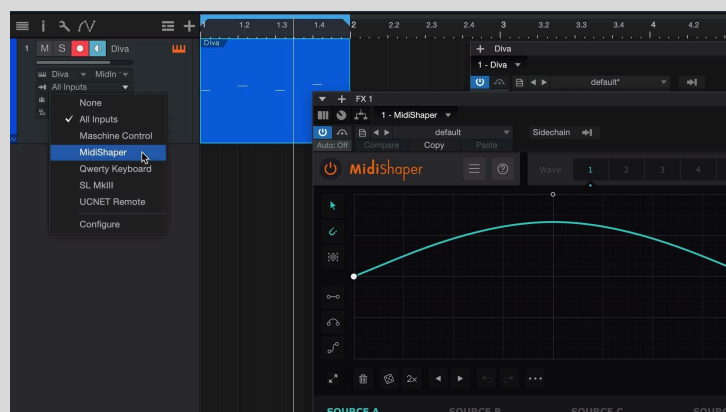 1.2 1.3 1.4 2 2.2 2.3 2.4 3 3.2 3.3 3.4 4 4.2
1 M S Diva
Diva
Diva MidIn
All Inputs
None
All Inputs
Maschine Control
MidiShaper
Qwerty Keyboard
SL MkIII
UCNET Remote
Configure
Diva
1 - Diva
default*
FX 1
1 - MidiShaper
default Sidechain
Auto: Off Compare Copy Paste
MidiShaper Wave 1 2 3 4
2×
SOURCE A SOURCE B SOURCE C SOURCE